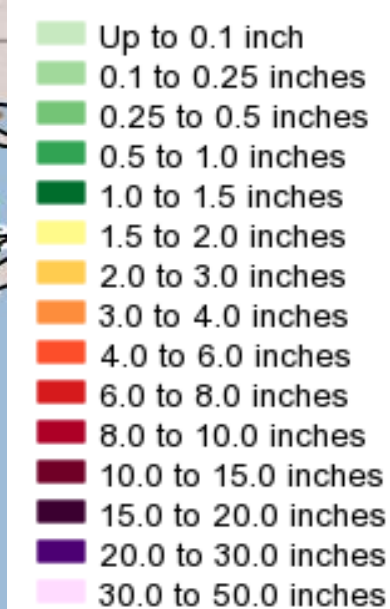 Up to 0.1 inch
0.1 to 0.25 inches
0.25 to 0.5 inches
0.5 to 1.0 inches
1.0 to 1.5 inches
1.5 to 2.0 inches
2.0 to 3.0 inches
3.0 to 4.0 inches
4.0 to 6.0 inches
6.0 to 8.0 inches
8.0 to 10.0 inches
10.0 to 15.0 inches
15.0 to 20.0 inches
20.0 to 30.0 inches
30.0 to 50.0 inches